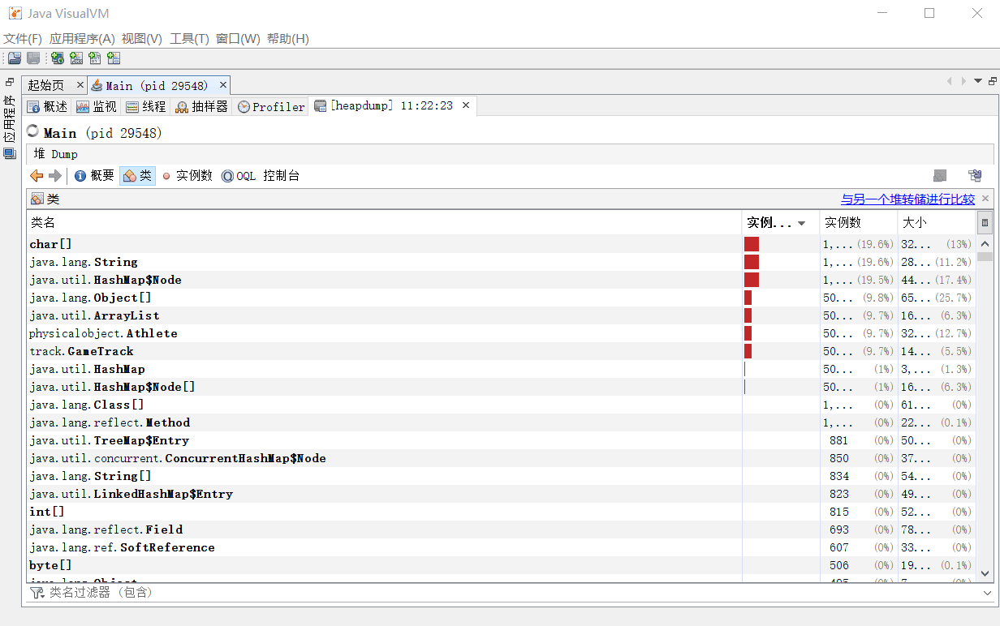 Java VisualVM
文件(F) 应用程序(A) 视图(V) 工具(T) 窗口(W) 帮助(H)
起始页 Main (pid 29548)
应用程序
概述 监视 线程 抽样器 Profiler [heapdump] 11:22:23
Main (pid 29548)
堆 Dump
概要 类 实例数 OQL 控制台
类 与另一个堆转储进行比较
类名 实例... 实例数 大小
char[] 1,... (19.6%) 32... (13%)
java.lang.String 1,... (19.6%) 28... (11.2%)
java.util.HashMap$Node 1,... (19.5%) 44... (17.4%)
java.lang.Object[] 50... (9.8%) 65... (25.7%)
java.util.ArrayList 50... (9.7%) 16... (6.3%)
physicalobject.Athlete 50... (9.7%) 32... (12.7%)
track.GameTrack 50... (9.7%) 14... (5.5%)
java.util.HashMap 50... (1%) 3,... (1.3%)
java.util.HashMap$Node[] 50... (1%) 16... (6.3%)
java.lang.Class[] 1,... (0%) 61... (0%)
java.lang.reflect.Method 1,... (0%) 22... (0.1%)
java.util.TreeMap$Entry 881 (0%) 50... (0%)
java.util.concurrent.ConcurrentHashMap$Node 850 (0%) 37... (0%)
java.lang.String[] 834 (0%) 54... (0%)
java.util.LinkedHashMap$Entry 823 (0%) 49... (0%)
int[] 815 (0%) 52... (0%)
java.lang.reflect.Field 693 (0%) 78... (0%)
java.lang.ref.SoftReference 607 (0%) 33... (0%)
byte[] 506 (0%) 19... (0.1%)
java.lang.Object (0%) 7... (0%)
类名过滤器 (包含)